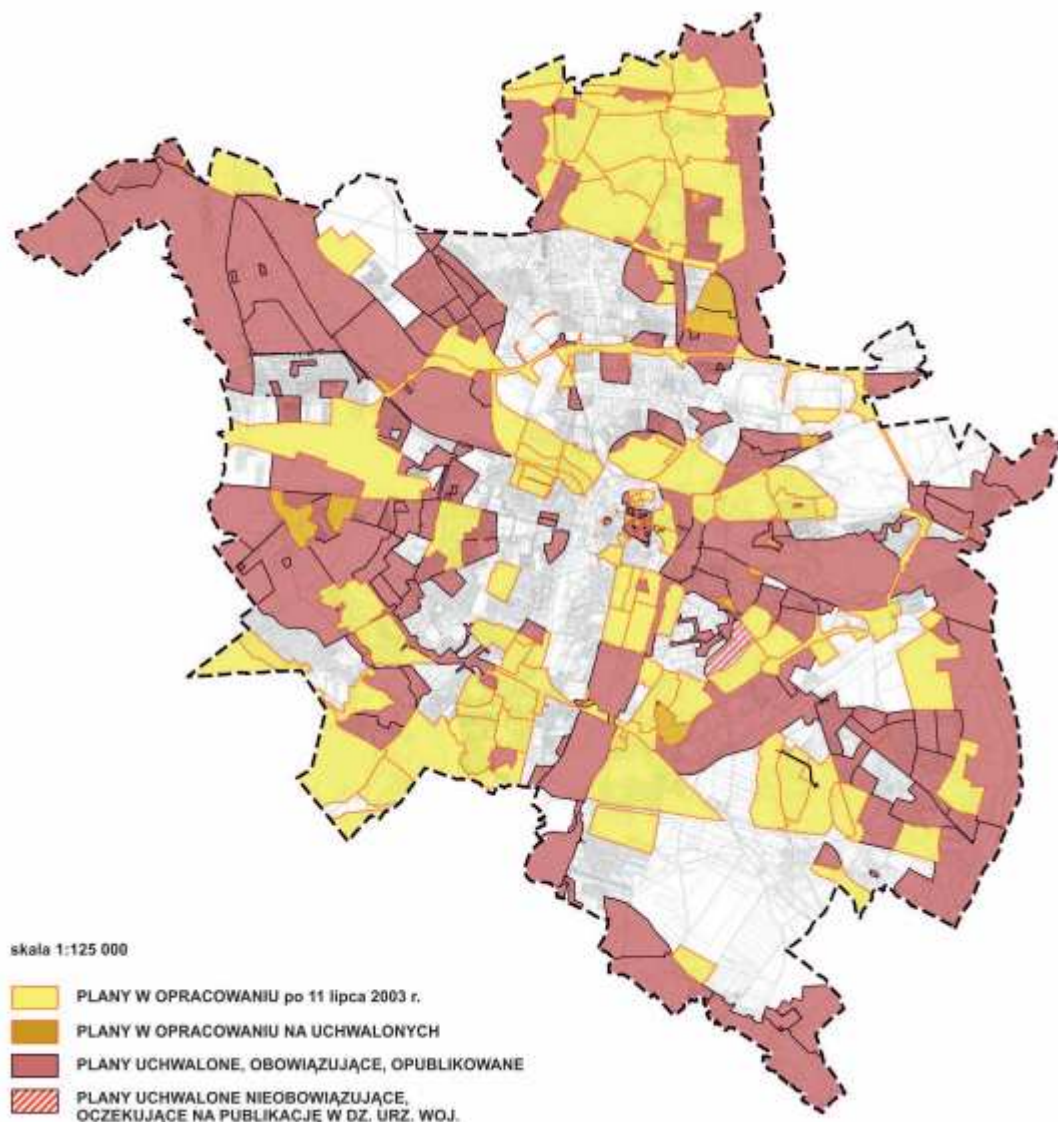 skala 1:125 000
PLANY W OPRACOWANIU po 11 lipca 2003 r.
PLANY W OPRACOWANIU NA UCHWALONYCH
PLANY UCHWALONE, OBOWIĄZUJĄCE, OPUBLIKOWANE
PLANY UCHWALONE NIEOBOWIĄZUJĄCE,
OCZEKUJĄCE NA PUBLIKACJĘ W DZ. URZ. WOJ.